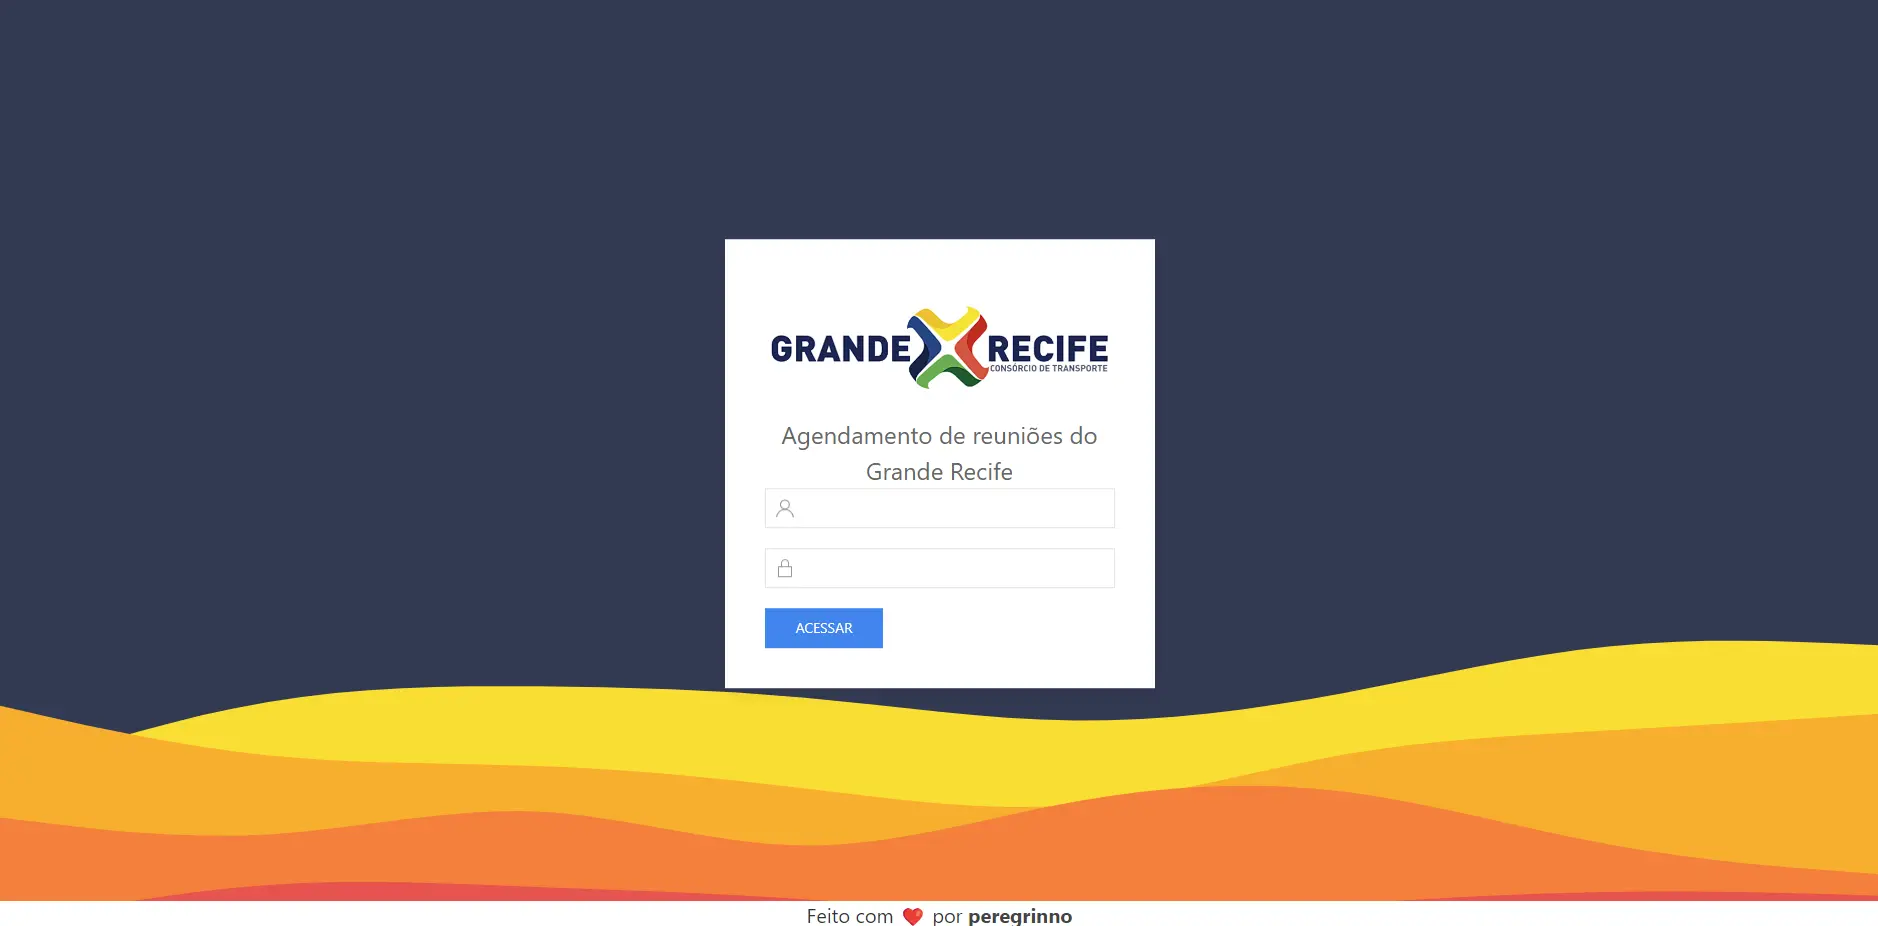 GRANDE RECIFE
CONSÓRCIO DE TRANSPORTE
Agendamento de reuniões do
Grande Recife
ACESSAR
Feito com ❤️ por peregrinno